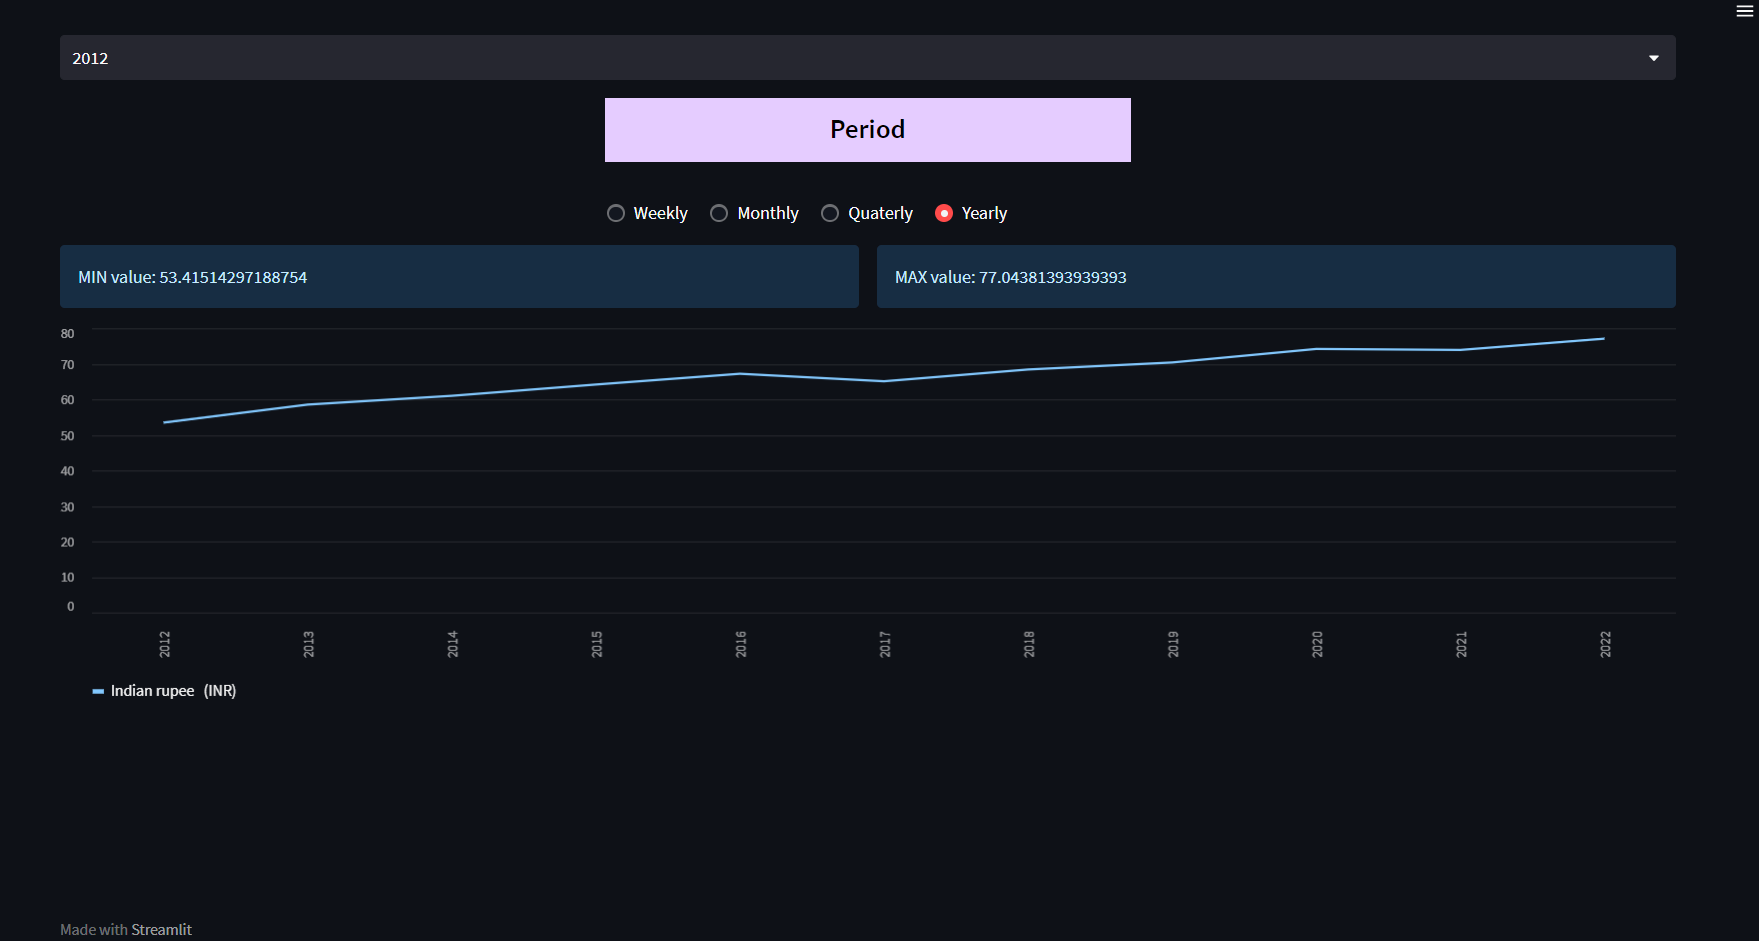 2012
Period
Weekly Monthly Quaterly Yearly
MIN value: 53.41514297188754
MAX value: 77.04381393939393
80
70
60
50
40
30
20
10
0
2012 2013 2014 2015 2016 2017 2018 2019 2020 2021 2022
Indian rupee (INR)
Made with Streamlit